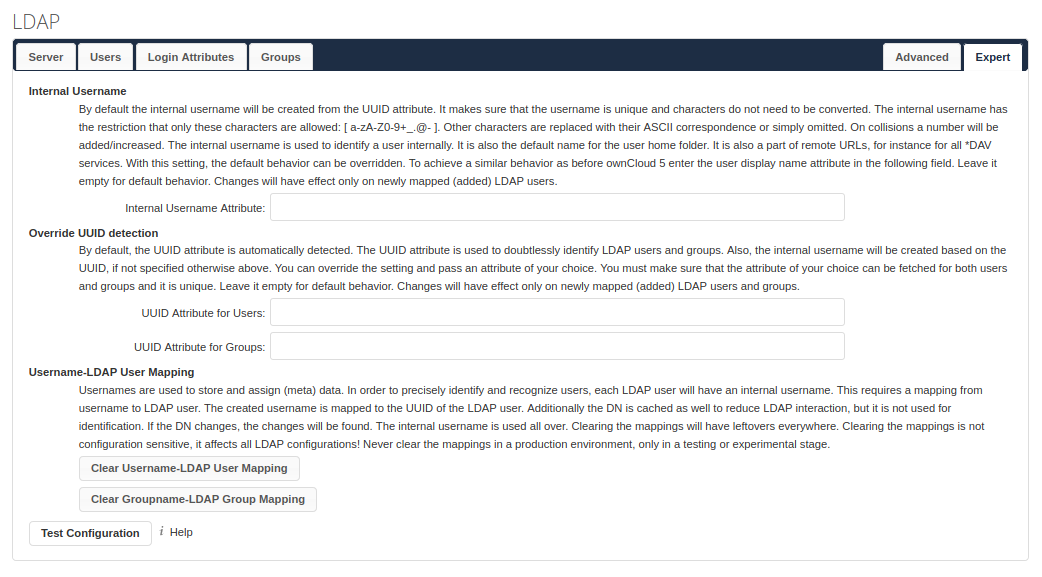 LDAP
Server Users Login Attributes Groups Advanced Expert
Internal Username
By default the internal username will be created from the UUID attribute. It makes sure that the username is unique and characters do not need to be converted. The internal username has
the restriction that only these characters are allowed: [ a-zA-Z0-9+_.@- ]. Other characters are replaced with their ASCII correspondence or simply omitted. On collisions a number will be
added/increased. The internal username is used to identify a user internally. It is also the default name for the user home folder. It is also a part of remote URLs, for instance for all *DAV
services. With this setting, the default behavior can be overridden. To achieve a similar behavior as before ownCloud 5 enter the user display name attribute in the following field. Leave it
empty for default behavior. Changes will have effect only on newly mapped (added) LDAP users.
Internal Username Attribute:
Override UUID detection
By default, the UUID attribute is automatically detected. The UUID attribute is used to doubtlessly identify LDAP users and groups. Also, the internal username will be created based on the
UUID, if not specified otherwise above. You can override the setting and pass an attribute of your choice. You must make sure that the attribute of your choice can be fetched for both users
and groups and it is unique. Leave it empty for default behavior. Changes will have effect only on newly mapped (added) LDAP users and groups.
UUID Attribute for Users:
UUID Attribute for Groups:
Username-LDAP User Mapping
Usernames are used to store and assign (meta) data. In order to precisely identify and recognize users, each LDAP user will have an internal username. This requires a mapping from
username to LDAP user. The created username is mapped to the UUID of the LDAP user. Additionally the DN is cached as well to reduce LDAP interaction, but it is not used for
identification. If the DN changes, the changes will be found. The internal username is used all over. Clearing the mappings will have leftovers everywhere. Clearing the mappings is not
configuration sensitive, it affects all LDAP configurations! Never clear the mappings in a production environment, only in a testing or experimental stage.
Clear Username-LDAP User Mapping
Clear Groupname-LDAP Group Mapping
Test Configuration i Help